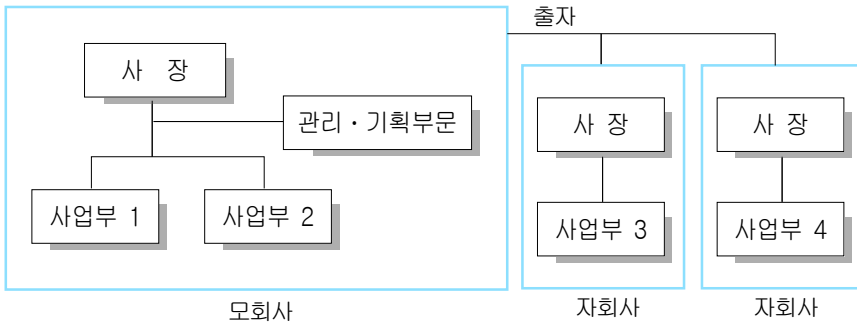 출자
사 장
관리·기획부문
사업부 1
사업부 2
모회사
사 장
사업부 3
자회사
사 장
사업부 4
자회사